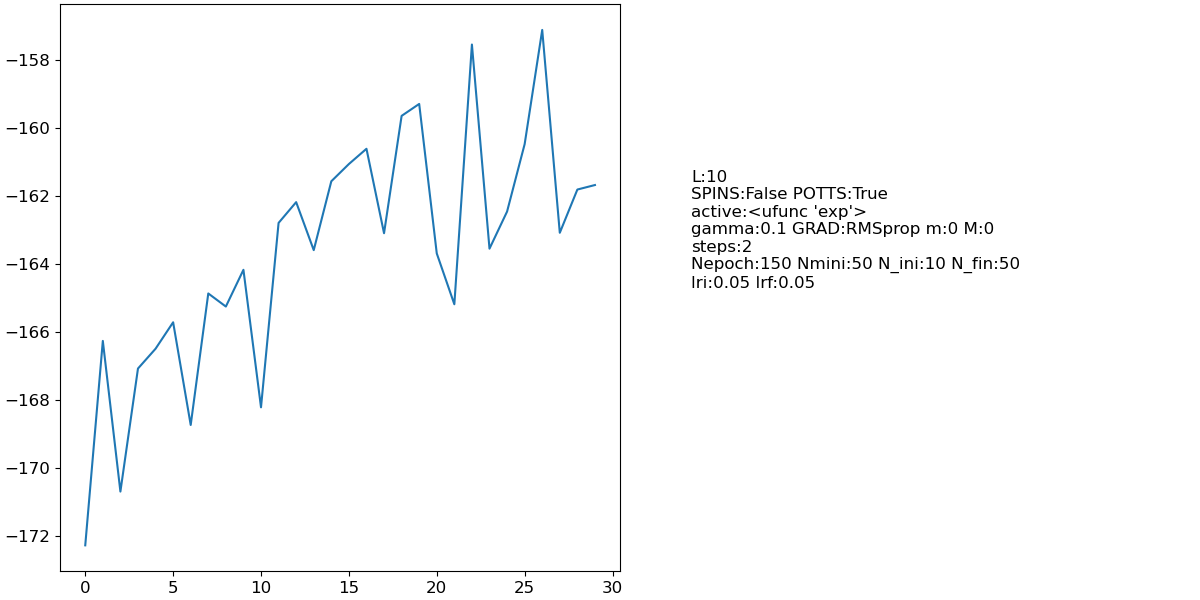 −158
−160
−162
−164
−166
−168
−170
−172
0 5 10 15 20 25 30
L:10
SPINS:False POTTS:True
active:<ufunc 'exp'>
gamma:0.1 GRAD:RMSprop m:0 M:0
steps:2
Nepoch:150 Nmini:50 N_ini:10 N_fin:50
lri:0.05 lrf:0.05